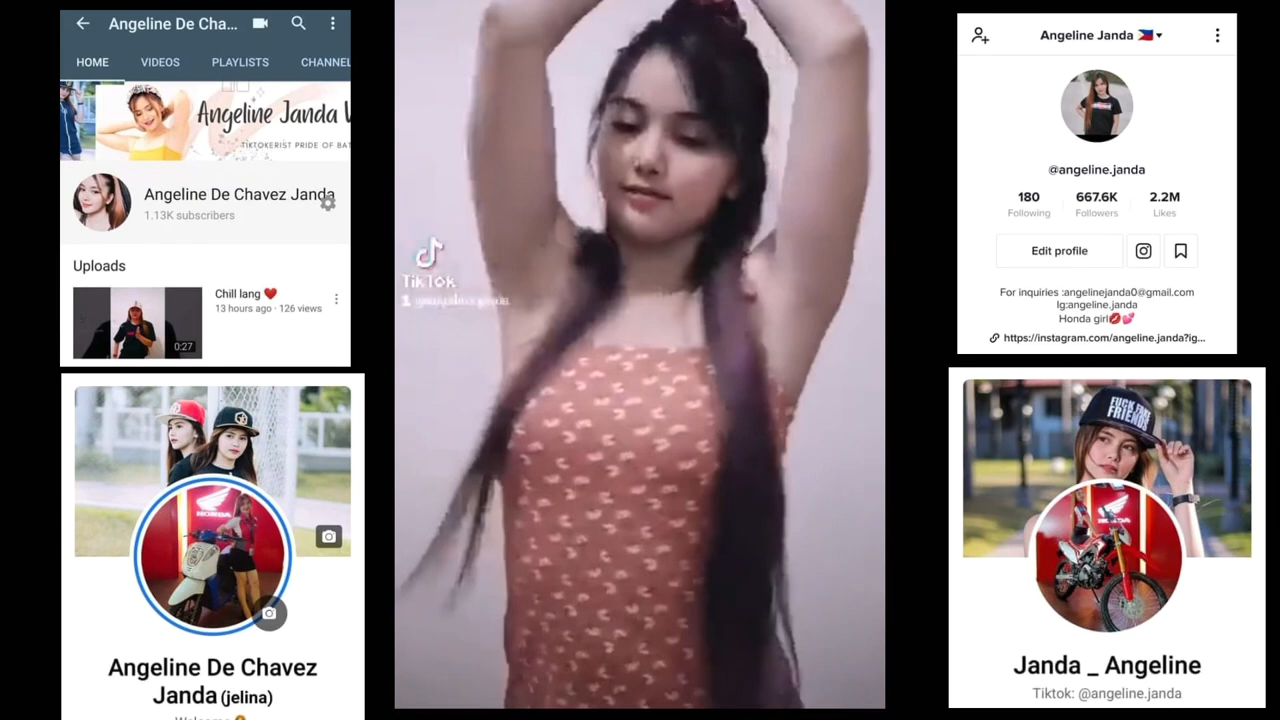 Angeline De Cha...
HOME VIDEOS PLAYLISTS CHANNEL
Angeline Janda
TIKTOKERIST PRIDE OF BAT
Angeline De Chavez Janda
1.13K subscribers
Uploads
Chill lang ❤️
13 hours ago · 126 views
0:27
HONDA
Angeline De Chavez
Janda (jelina)
TikTok
Angeline Janda 🇵🇭
@angeline.janda
180 667.6K 2.2M
Following Followers Likes
Edit profile
For inquiries :angelinejanda0@gmail.com
Ig:angeline.janda
Honda girl💋💕
https://instagram.com/angeline.janda?ig...
FUCK FAKE
FRIENDS
HONDA
Janda _ Angeline
Tiktok: @angeline.janda